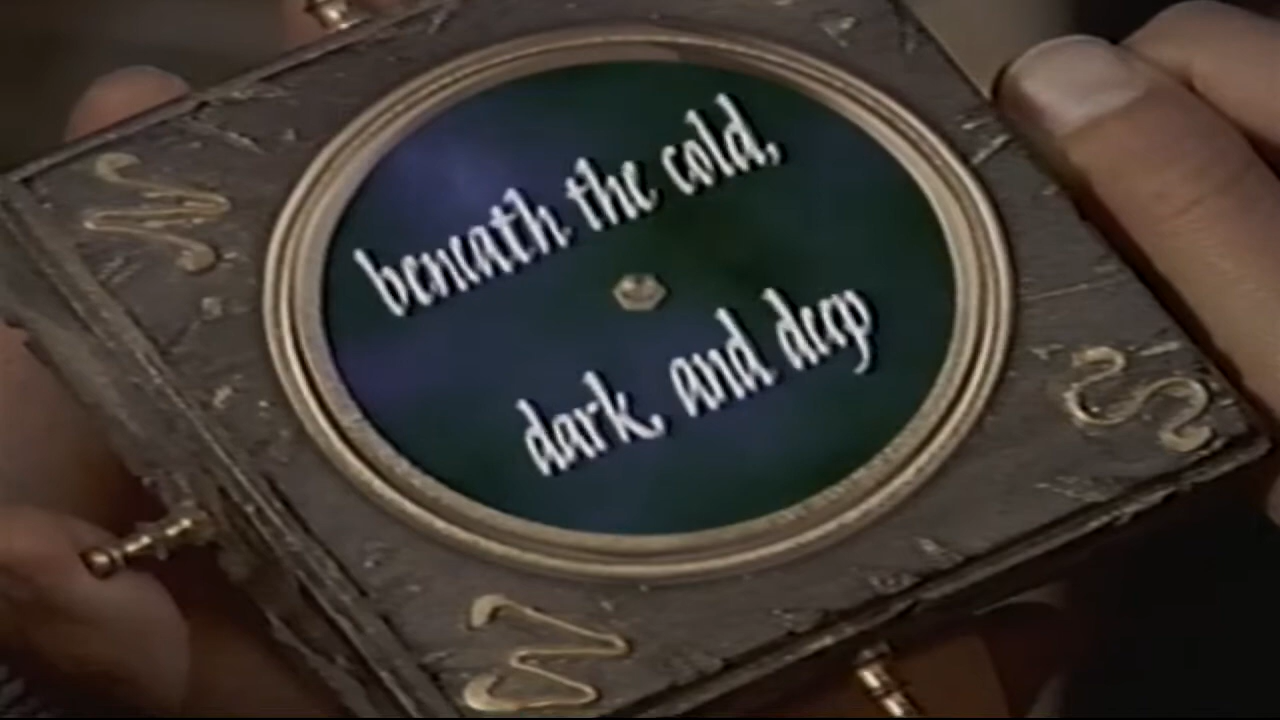 beneath the cold,
dark, and deep